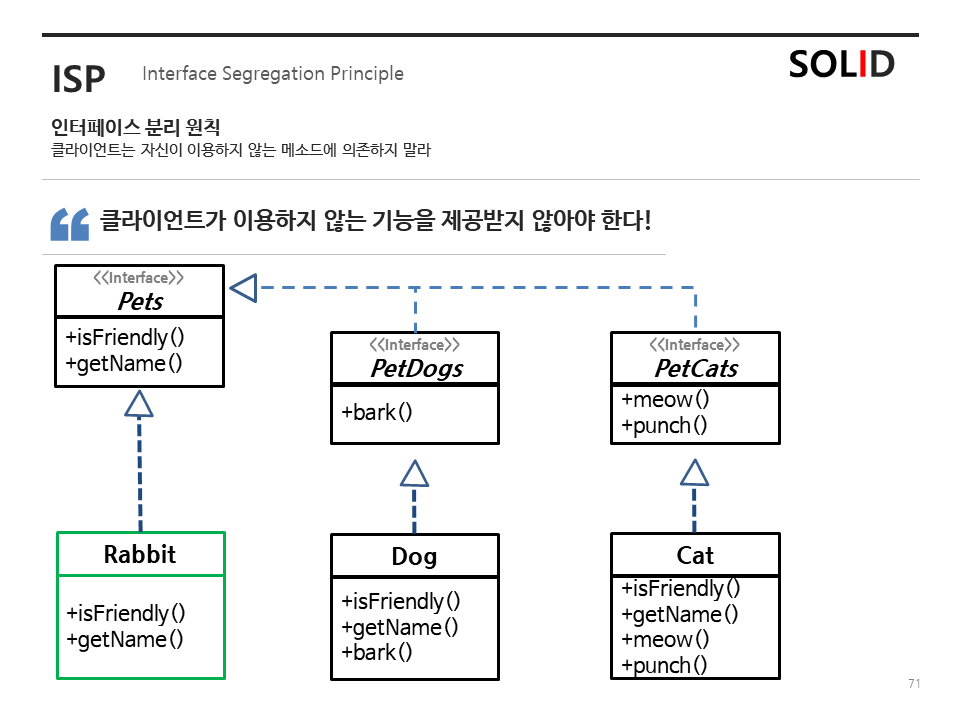 ISP
Interface Segregation Principle
SOLID
인터페이스 분리 원칙
클라이언트는 자신이 이용하지 않는 메소드에 의존하지 말라
클라이언트가 이용하지 않는 기능을 제공받지 않아야 한다!
<<Interface>>
Pets
+isFriendly()
+getName()
<<Interface>>
PetDogs
+bark()
<<Interface>>
PetCats
+meow()
+punch()
Rabbit
+isFriendly()
+getName()
Dog
+isFriendly()
+getName()
+bark()
Cat
+isFriendly()
+getName()
+meow()
+punch()
71